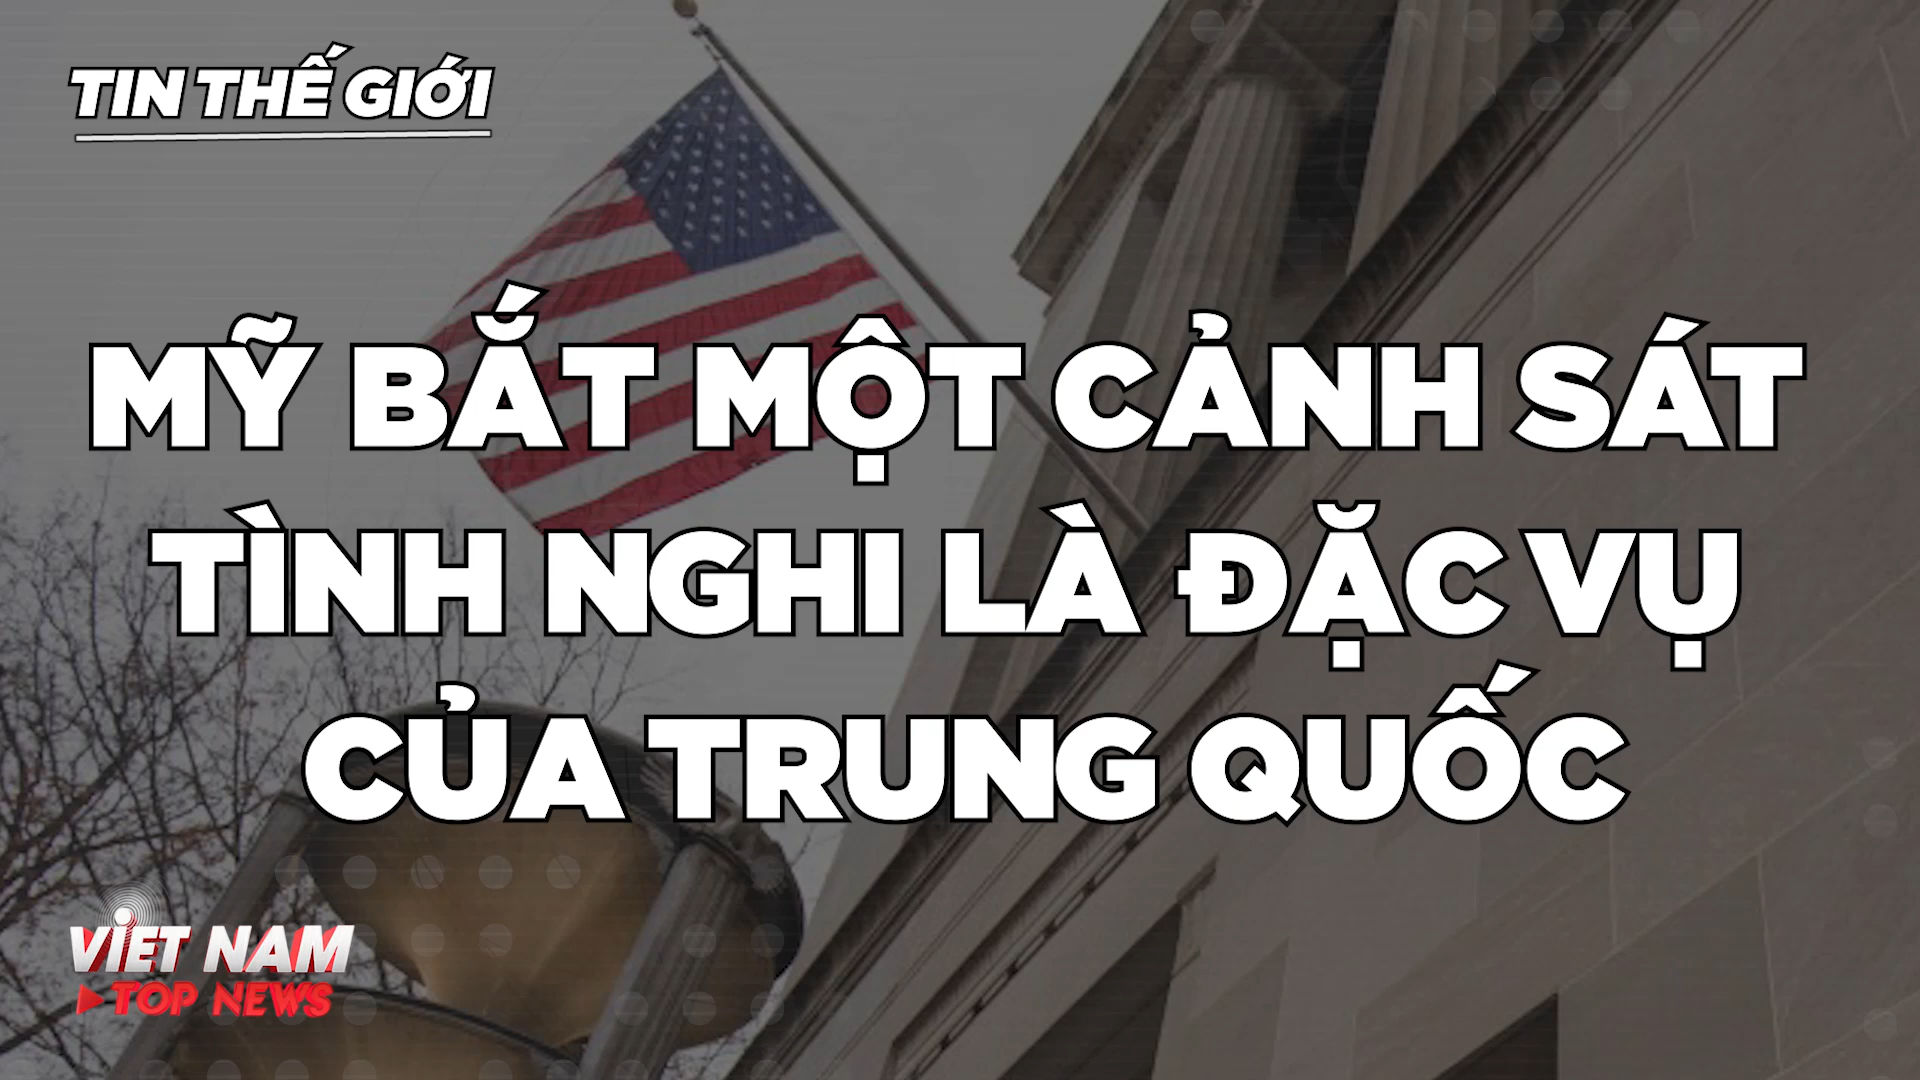 TIN THẾ GIỚI
MỸ BẮT MỘT CẢNH SÁT
TÌNH NGHI LÀ ĐẶC VỤ
CỦA TRUNG QUỐC
VIET NAM
TOP NEWS